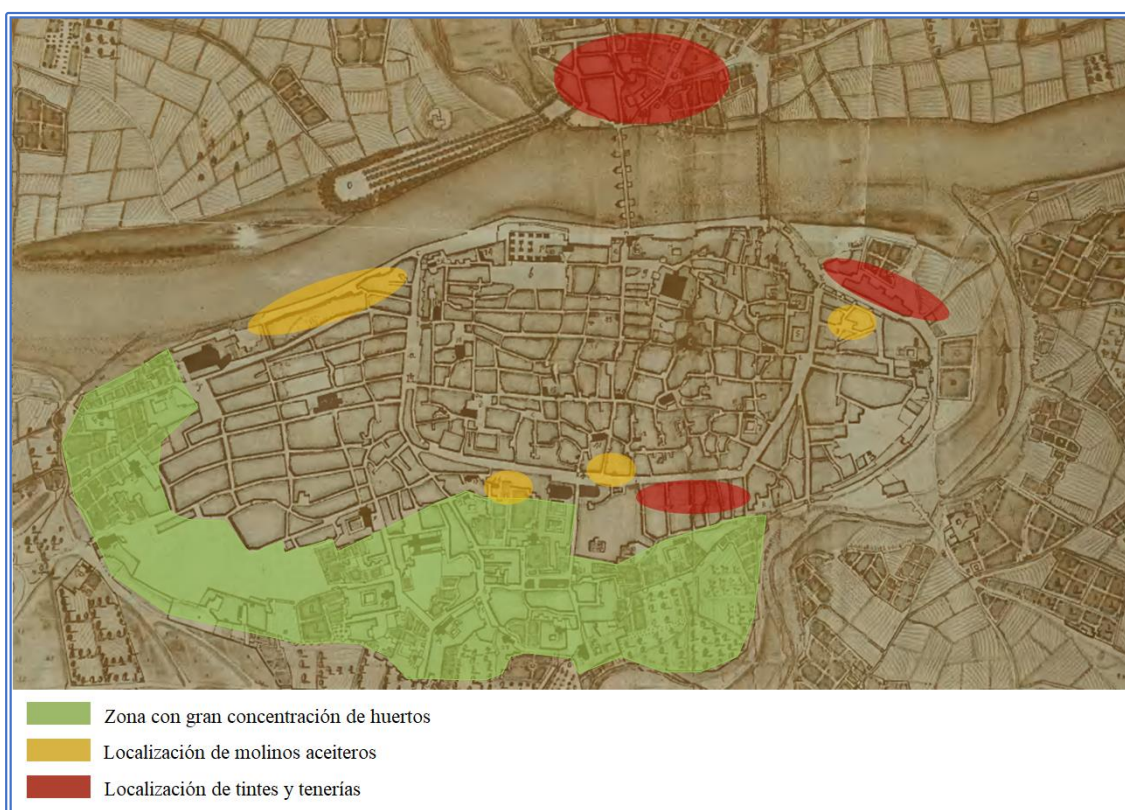 Zona con gran concentración de huertos
Localización de molinos aceiteros
Localización de tintes y tenerías